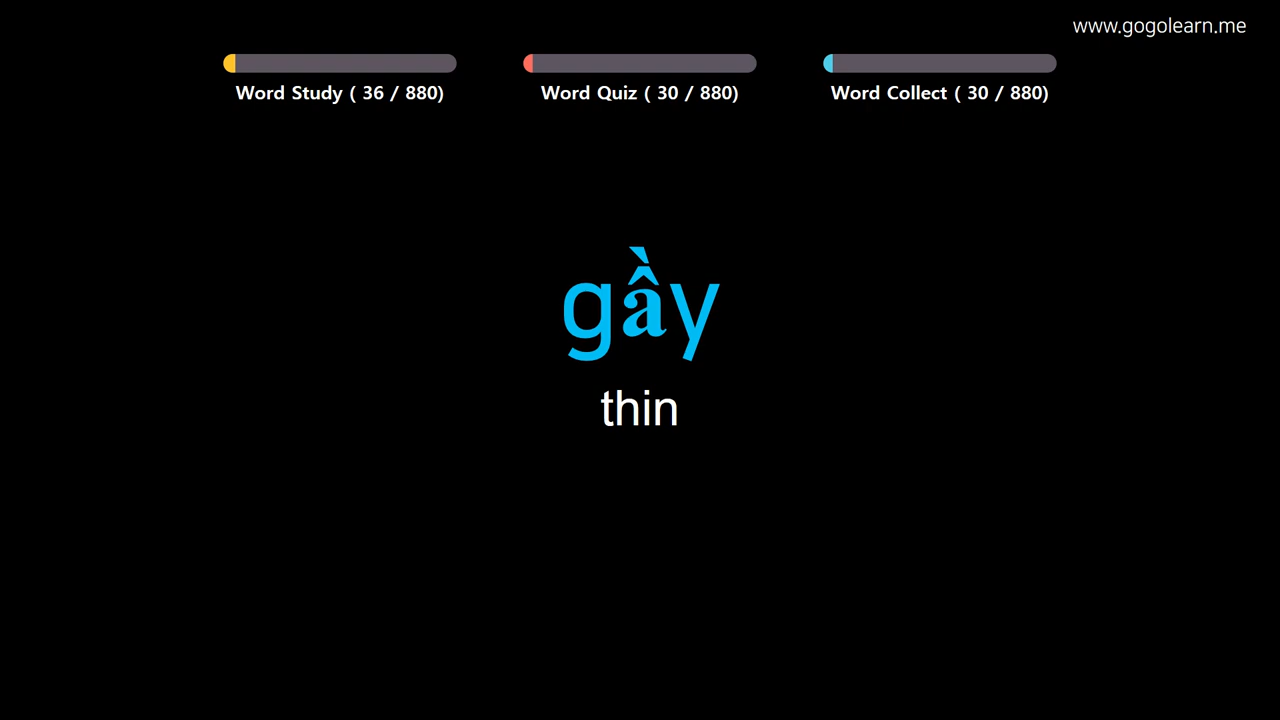 www.gogolearn.me
Word Study ( 36 / 880)
Word Quiz ( 30 / 880)
Word Collect ( 30 / 880)
gầy
thin